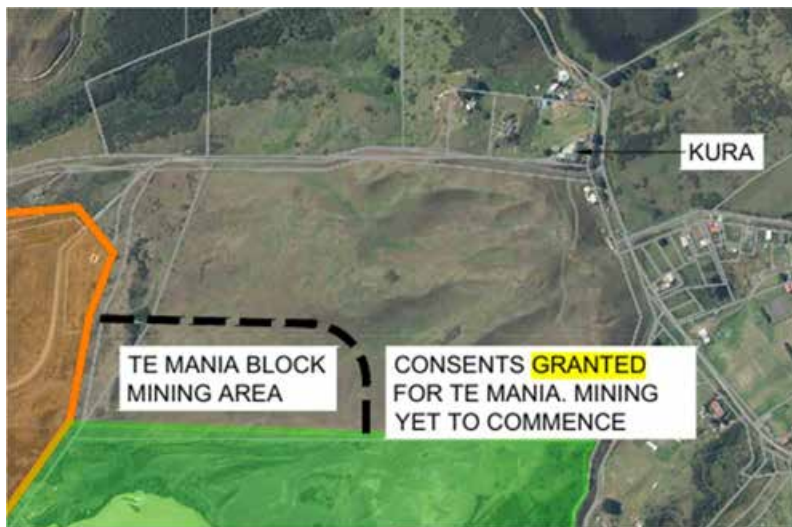 KURA
TE MANIA BLOCK
MINING AREA
CONSENTS GRANTED
FOR TE MANIA. MINING
YET TO COMMENCE